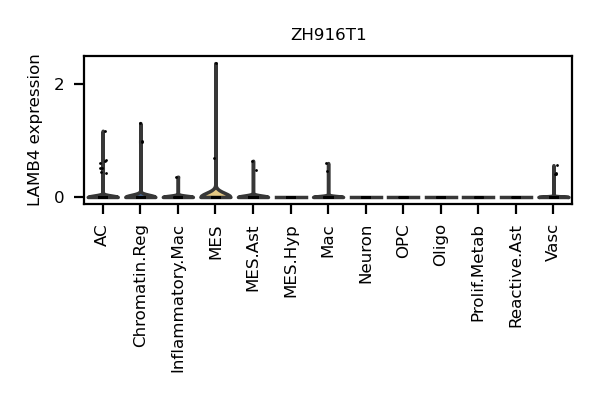 ZH916T1
LAMB4 expression
2
0
AC
Chromatin.Reg
Inflammatory.Mac
MES
MES.Ast
MES.Hyp
Mac
Neuron
OPC
Oligo
Prolif.Metab
Reactive.Ast
Vasc